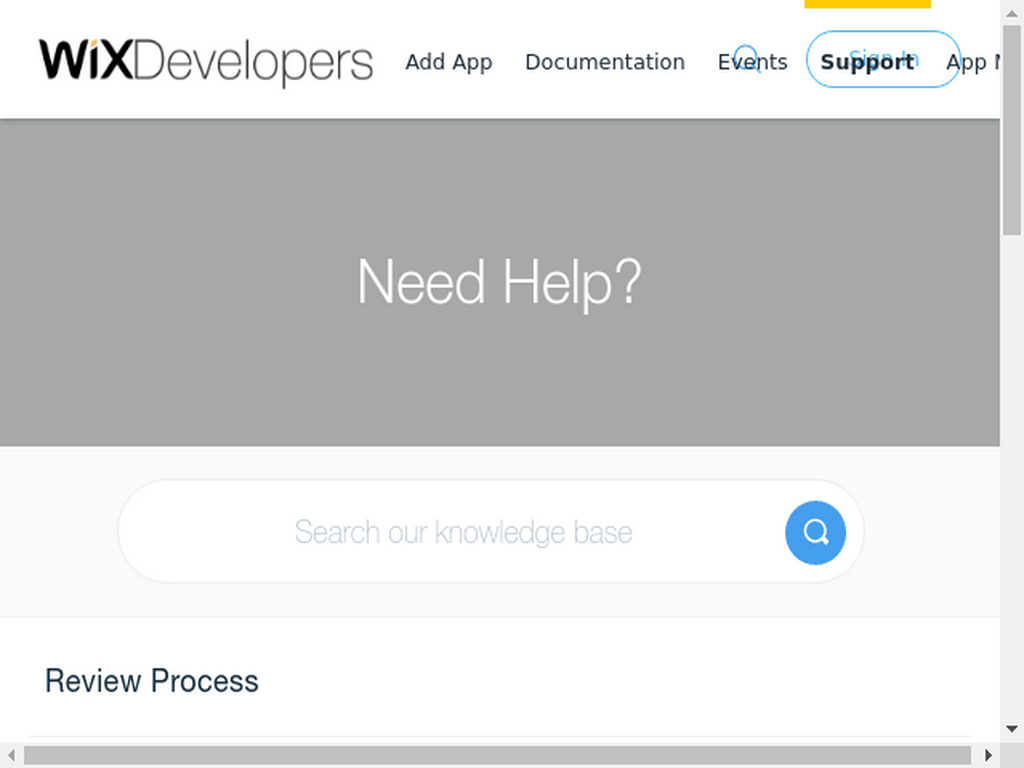 WiXDevelopers Add App Documentation Events Support Sign In App
Need Help?
Search our knowledge base
Review Process